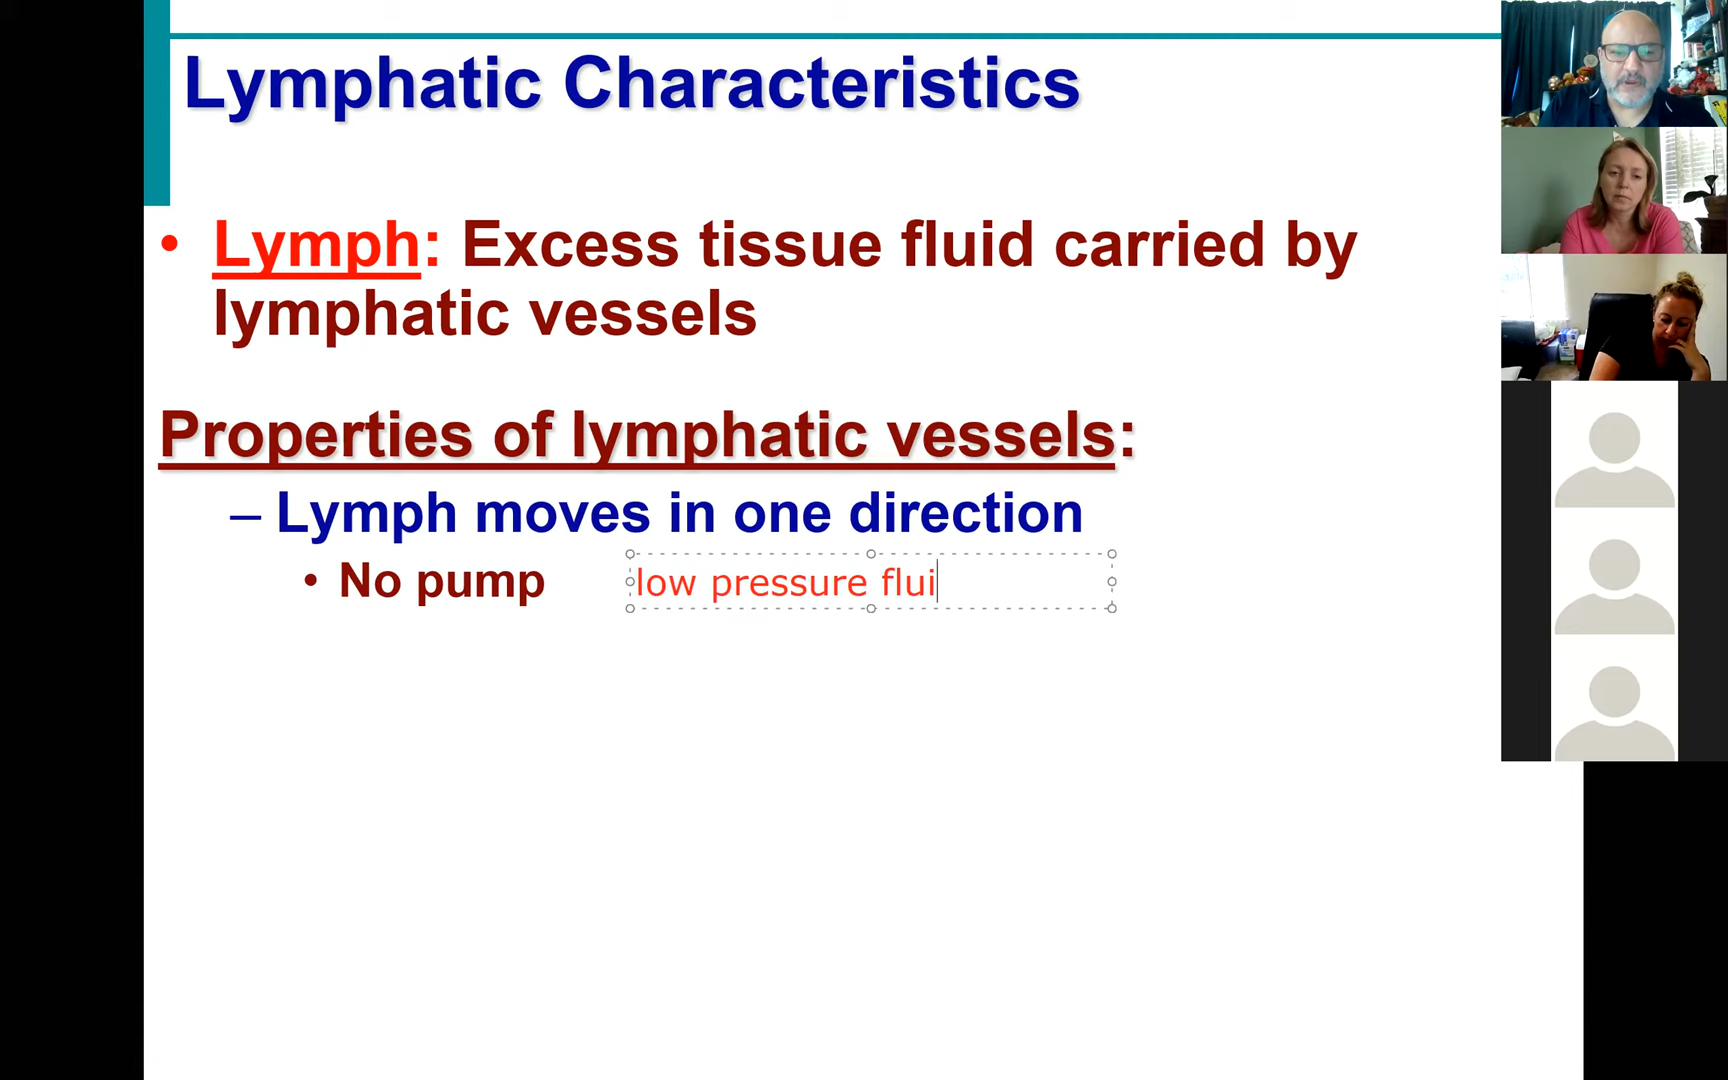 Lymphatic Characteristics
• Lymph: Excess tissue fluid carried by
lymphatic vessels
Properties of lymphatic vessels:
– Lymph moves in one direction
• No pump
low pressure flui